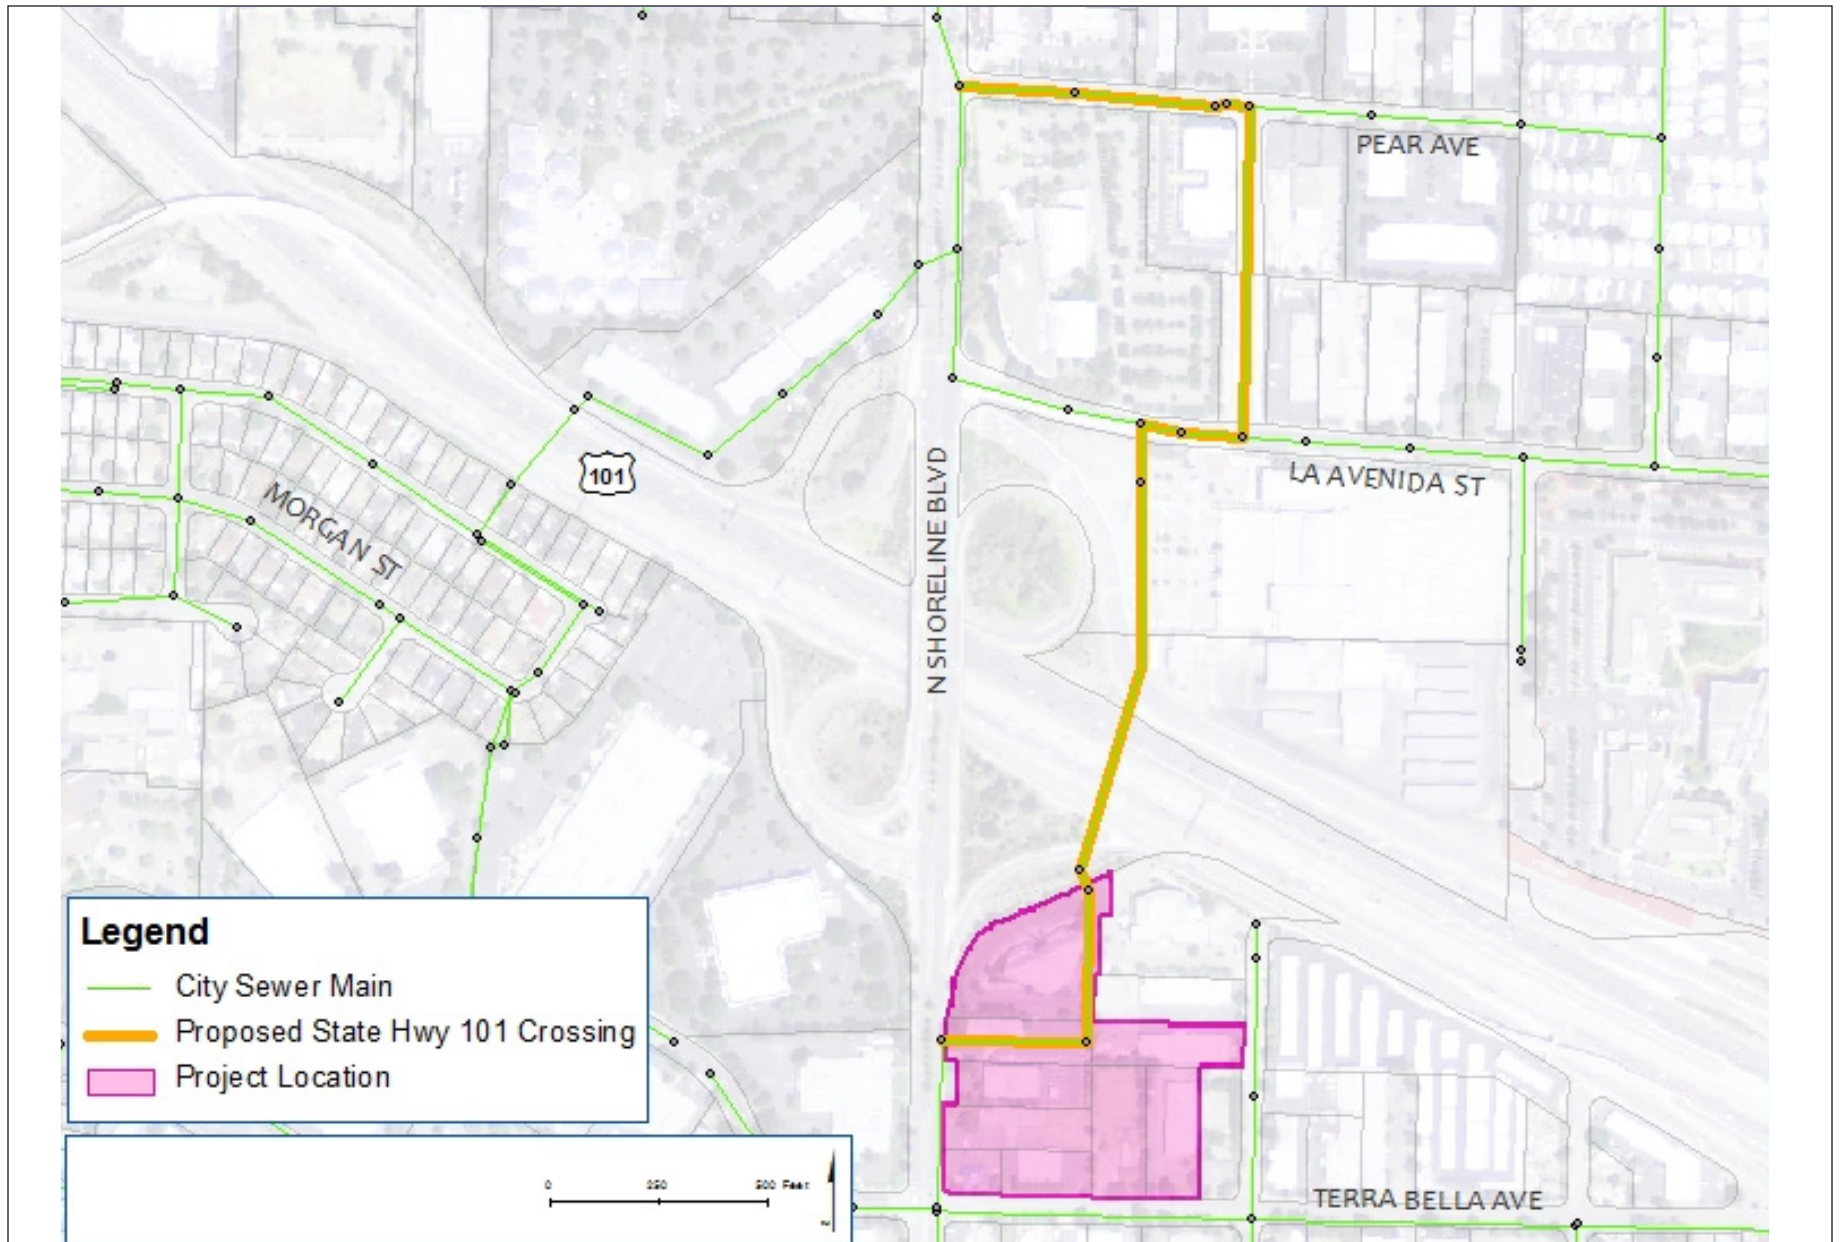 PEAR AVE
LA AVENIDA ST
101
MORGAN ST
N SHORELINE BLVD
Legend
City Sewer Main
Proposed State Hwy 101 Crossing
Project Location
0 250 500 Feet
TERRA BELLA AVE